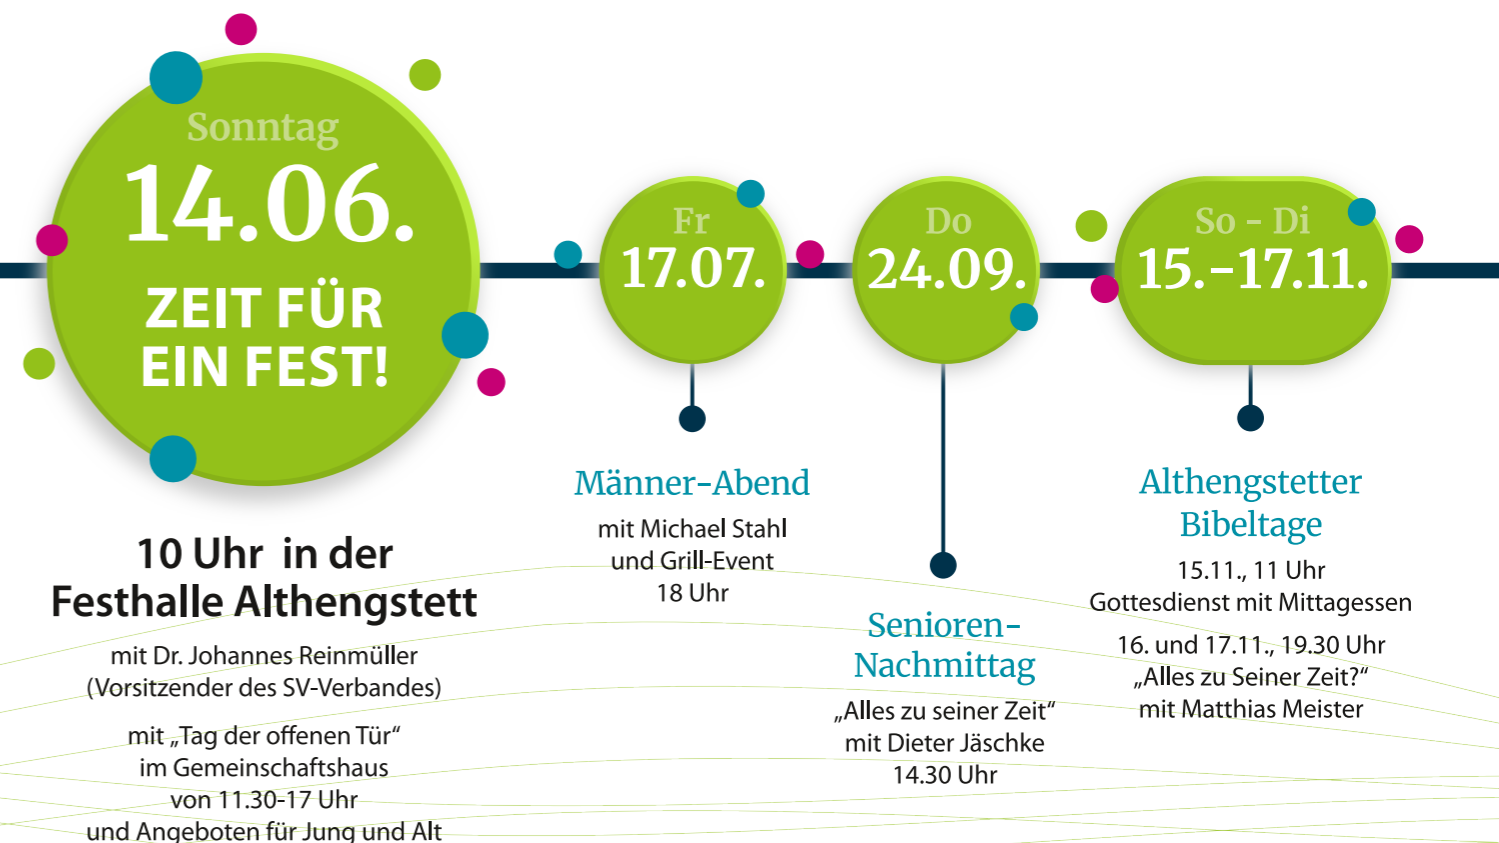 Sonntag
14.06.
ZEIT FÜR
EIN FEST!
10 Uhr in der
Festhalle Althengstett
mit Dr. Johannes Reinmüller
(Vorsitzender des SV-Verbandes)
mit „Tag der offenen Tür“
im Gemeinschaftshaus
von 11.30-17 Uhr
und Angeboten für Jung und Alt
Fr
17.07.
Männer-Abend
mit Michael Stahl
und Grill-Event
18 Uhr
Do
24.09.
Senioren-
Nachmittag
„Alles zu seiner Zeit“
mit Dieter Jäschke
14.30 Uhr
So - Di
15.-17.11.
Althengstetter
Bibeltage
15.11., 11 Uhr
Gottesdienst mit Mittagessen
16. und 17.11., 19.30 Uhr
„Alles zu Seiner Zeit?“
mit Matthias Meister